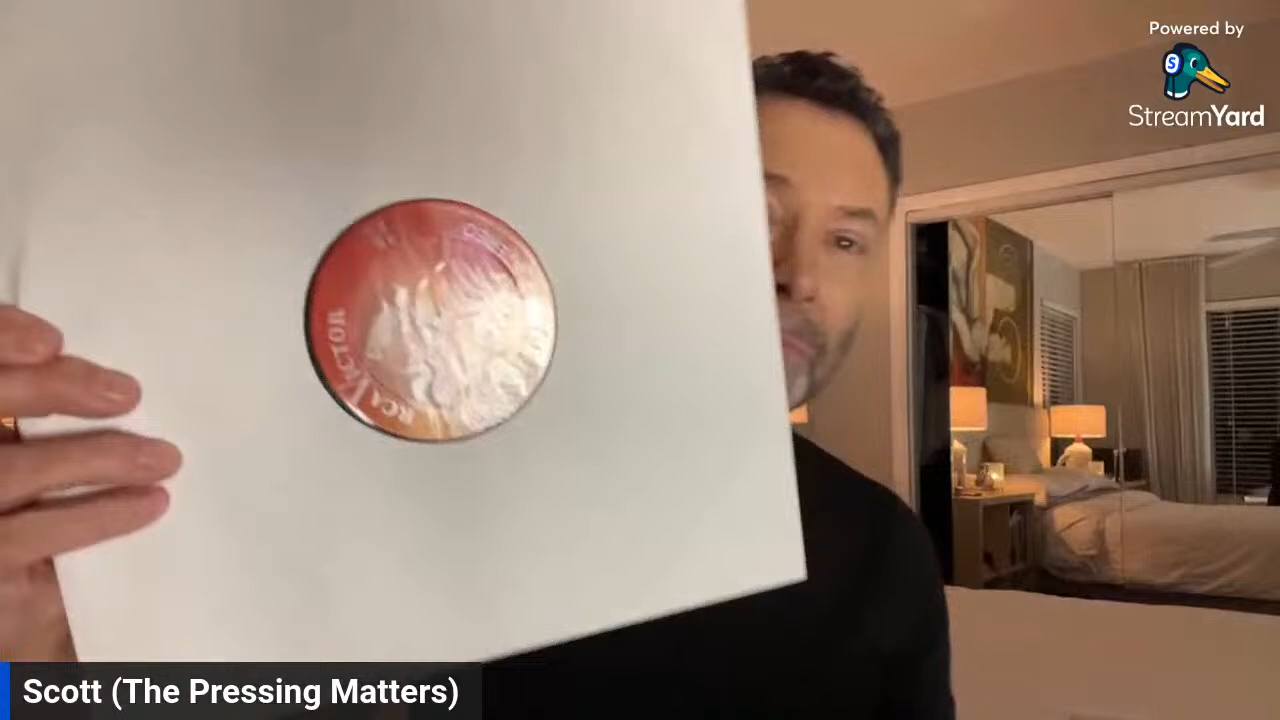 Powered by
S
StreamYard
RCA VICTOR
Scott (The Pressing Matters)